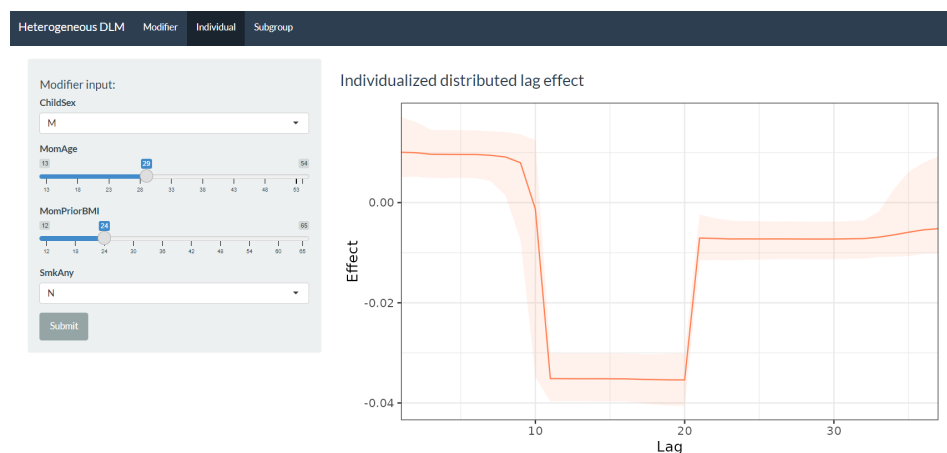 Heterogeneous DLM Modifier Individual Subgroup
Modifier input:
ChildSex
M
MomAge
13 29 54
13 18 23 28 33 38 43 48 53
MomPriorBMI
12 24 65
12 18 24 30 36 42 48 54 60 65
SmkAny
N
Submit
Individualized distributed lag effect
Effect
0.00
-0.02
-0.04
10 20 30
Lag